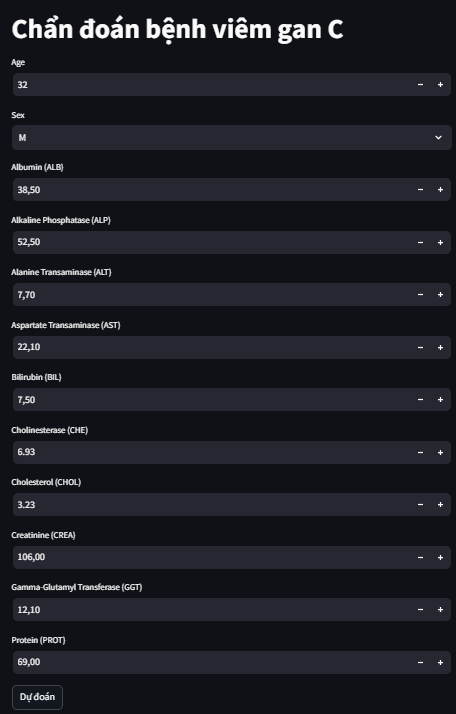 Chẩn đoán bệnh viêm gan C
Age
32
Sex
M
Albumin (ALB)
38,50
Alkaline Phosphatase (ALP)
52,50
Alanine Transaminase (ALT)
7,70
Aspartate Transaminase (AST)
22,10
Bilirubin (BIL)
7,50
Cholinesterase (CHE)
6.93
Cholesterol (CHOL)
3.23
Creatinine (CREA)
106,00
Gamma-Glutamyl Transferase (GGT)
12,10
Protein (PROT)
69,00
Dự đoán